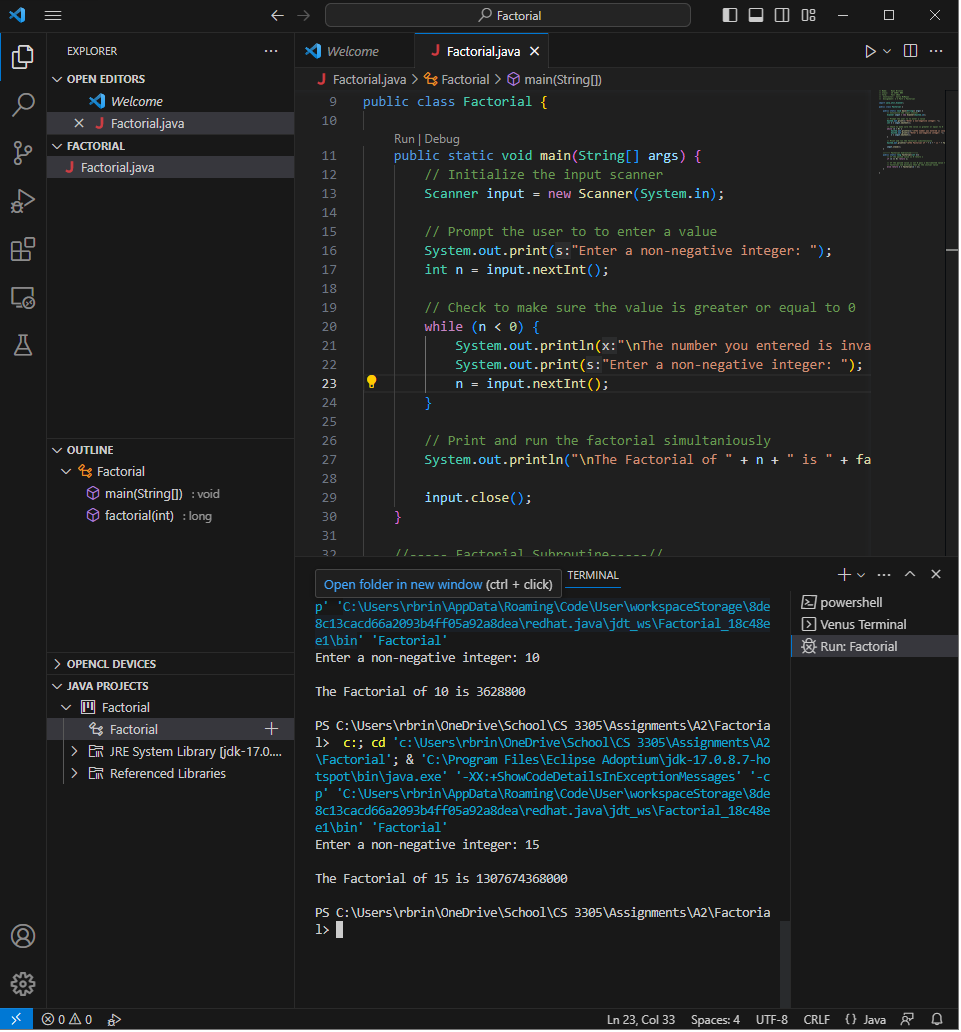 Factorial
EXPLORER
OPEN EDITORS
Welcome
Factorial.java
FACTORIAL
Factorial.java
OUTLINE
Factorial
main(String[]) : void
factorial(int) : long
OPENCL DEVICES
JAVA PROJECTS
Factorial
Factorial
JRE System Library [jdk-17.0....
Referenced Libraries
Welcome
Factorial.java
Factorial.java > Factorial > main(String[])
9 public class Factorial {
10
Run | Debug
11 public static void main(String[] args) {
12 // Initialize the input scanner
13 Scanner input = new Scanner(System.in);
14
15 // Prompt the user to to enter a value
16 System.out.print(s:"Enter a non-negative integer: ");
17 int n = input.nextInt();
18
19 // Check to make sure the value is greater or equal to 0
20 while (n < 0) {
21 System.out.println(x:"\nThe number you entered is inva
22 System.out.print(s:"Enter a non-negative integer: ");
23 n = input.nextInt();
24 }
25
26 // Print and run the factorial simultaniously
27 System.out.println("\nThe Factorial of " + n + " is " + fa
28
29 input.close();
30 }
31
32 //----- Factorial Subroutine-----//
Open folder in new window (ctrl + click)
TERMINAL
p' 'C:\Users\rbrin\AppData\Roaming\Code\User\workspaceStorage\8de
8c13cacd66a2093b4ff05a92a8dea\redhat.java\jdt_ws\Factorial_18c48e
e1\bin' 'Factorial'
Enter a non-negative integer: 10
The Factorial of 10 is 3628800
PS C:\Users\rbrin\OneDrive\School\CS 3305\Assignments\A2\Factoria
l> c:; cd 'c:\Users\rbrin\OneDrive\School\CS 3305\Assignments\A2
\Factorial'; & 'C:\Program Files\Eclipse Adoptium\jdk-17.0.8.7-ho
tspot\bin\java.exe' '-XX:+ShowCodeDetailsInExceptionMessages' '-c
p' 'C:\Users\rbrin\AppData\Roaming\Code\User\workspaceStorage\8de
8c13cacd66a2093b4ff05a92a8dea\redhat.java\jdt_ws\Factorial_18c48e
e1\bin' 'Factorial'
Enter a non-negative integer: 15
The Factorial of 15 is 1307674368000
PS C:\Users\rbrin\OneDrive\School\CS 3305\Assignments\A2\Factoria
l>
powershell
Venus Terminal
Run: Factorial
0 0
Ln 23, Col 33
Spaces: 4
UTF-8
CRLF
{} Java